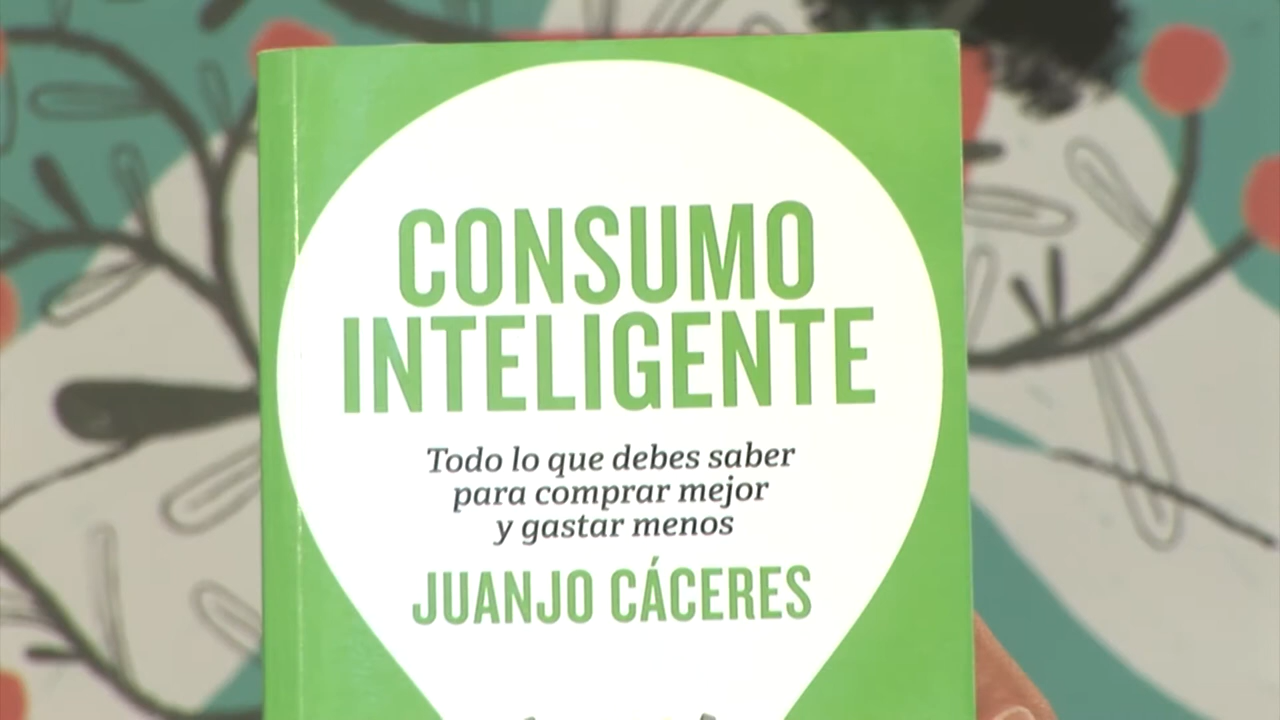 CONSUMO
INTELIGENTE
Todo lo que debes saber
para comprar mejor
y gastar menos
JUANJO CÁCERES